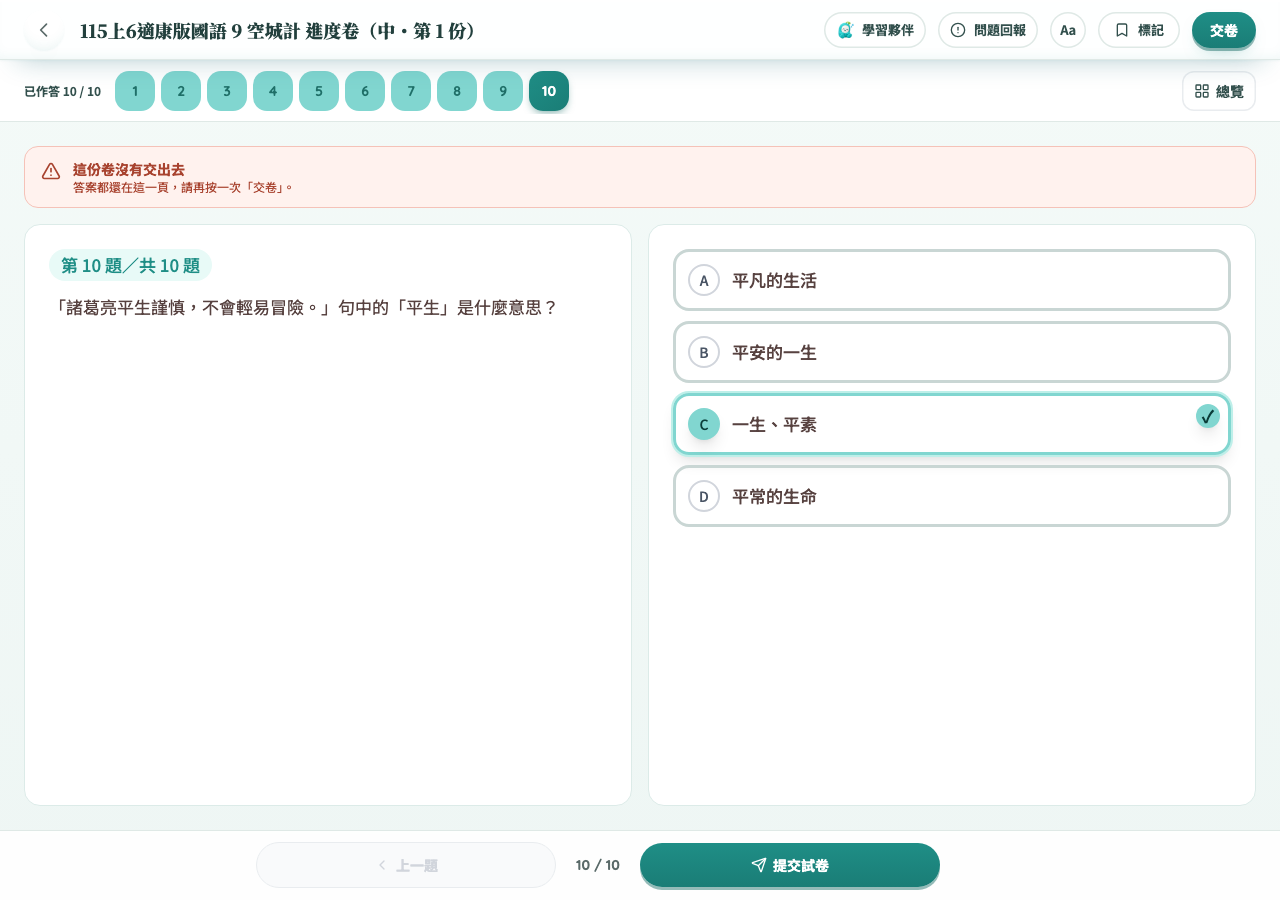 115上6適康版國語 9 空城計 進度卷（中・第 1 份）
學習夥伴
問題回報
Aa
標記
交卷
已作答 10 / 10
1
2
3
4
5
6
7
8
9
10
總覽
這份卷沒有交出去
答案都還在這一頁，請再按一次「交卷」。
第 10 題／共 10 題
「諸葛亮平生謹慎，不會輕易冒險。」句中的「平生」是什麼意思？
A 平凡的生活
B 平安的一生
C 一生、平素
D 平常的生命
上一題
10 / 10
提交試卷